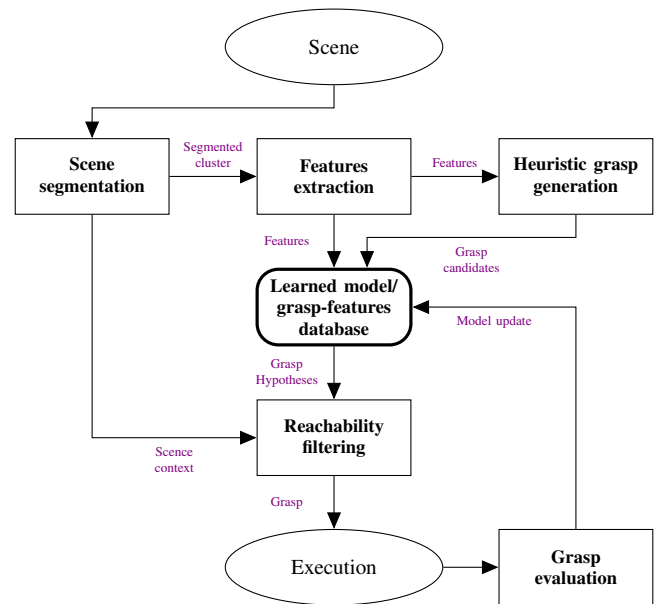 Scene
Scene
segmentation
Segmented
cluster
Features
extraction
Features
Heuristic grasp
generation
Features
Grasp
candidates
Learned model/
grasp-features
database
Model update
Grasp
Hypotheses
Reachability
filtering
Scence
context
Grasp
Execution
Grasp
evaluation